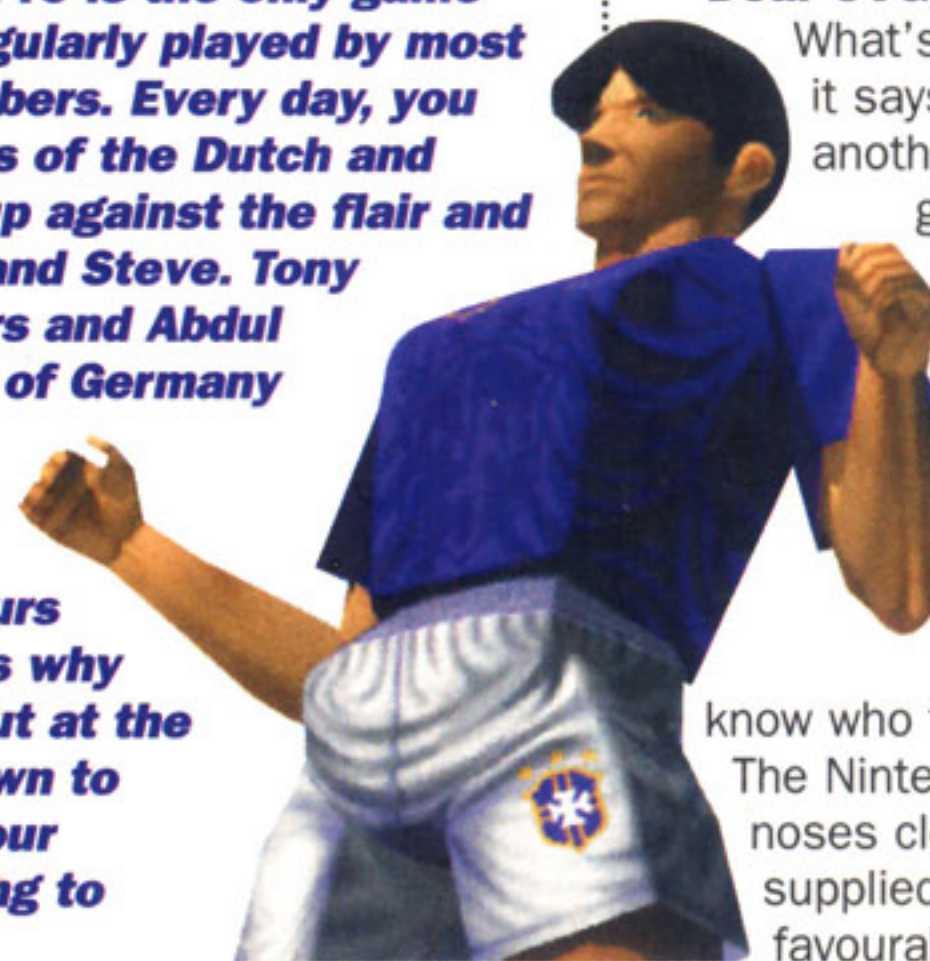 gularly played by most
bers. Every day, you
s of the Dutch and
p against the flair and
and Steve. Tony
rs and Abdul
of Germany
urs
s why
ut at the
wn to
our
ng to
What's
it says
anoth
g
know who
The Ninte
noses cl
supplied
favoura